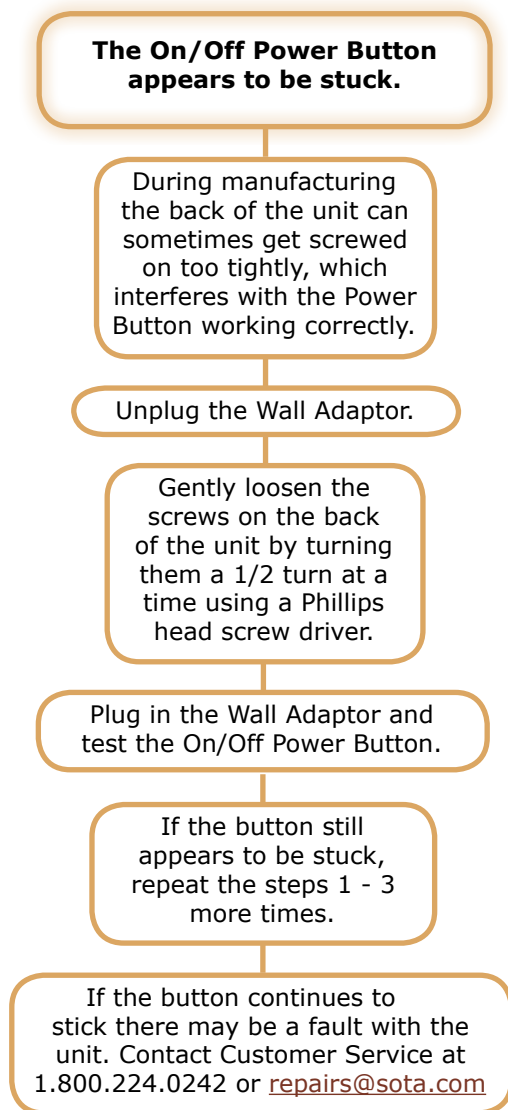 The On/Off Power Button
appears to be stuck.
During manufacturing
the back of the unit can
sometimes get screwed
on too tightly, which
interferes with the Power
Button working correctly.
Unplug the Wall Adaptor.
Gently loosen the
screws on the back
of the unit by turning
them a 1/2 turn at a
time using a Phillips
head screw driver.
Plug in the Wall Adaptor and
test the On/Off Power Button.
If the button still
appears to be stuck,
repeat the steps 1 - 3
more times.
If the button continues to
stick there may be a fault with the
unit. Contact Customer Service at
1.800.224.0242 or repairs@sota.com